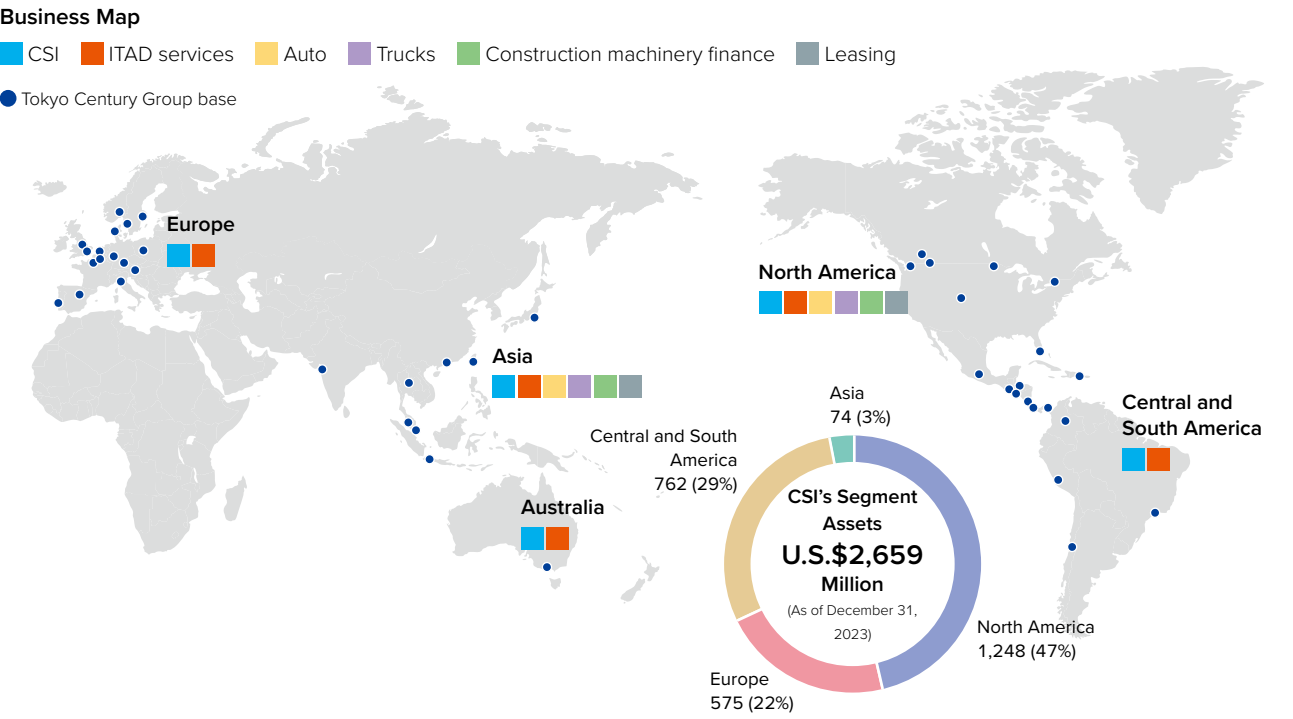 Business Map
CSI ITAD services Auto Trucks Construction machinery finance Leasing
Tokyo Century Group base
Europe
North America
Asia
Central and
South America
Australia
Asia
74 (3%)
Central and South
America
762 (29%)
CSI's Segment
Assets
U.S.$2,659
Million
(As of December 31,
2023)
North America
1,248 (47%)
Europe
575 (22%)